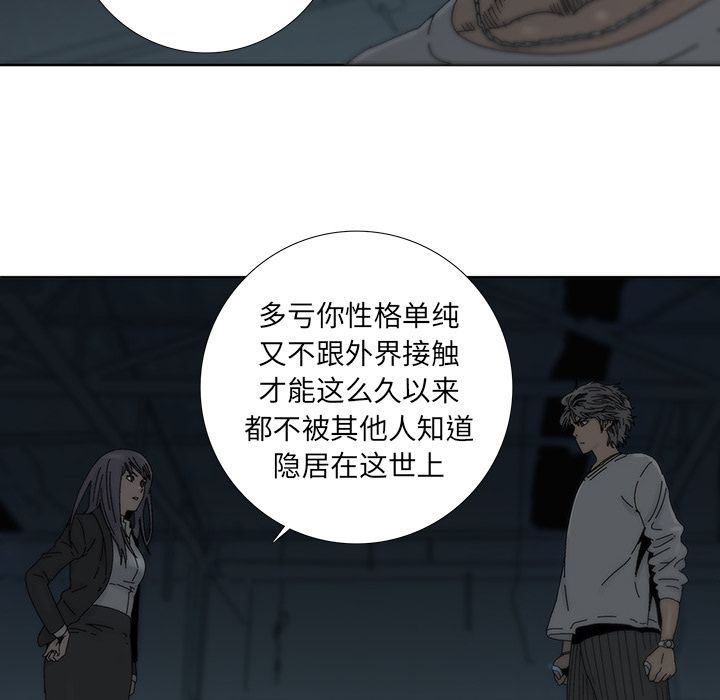 多亏你性格单纯
又不跟外界接触
才能这么久以来
都不被其他人知道
隐居在这世上